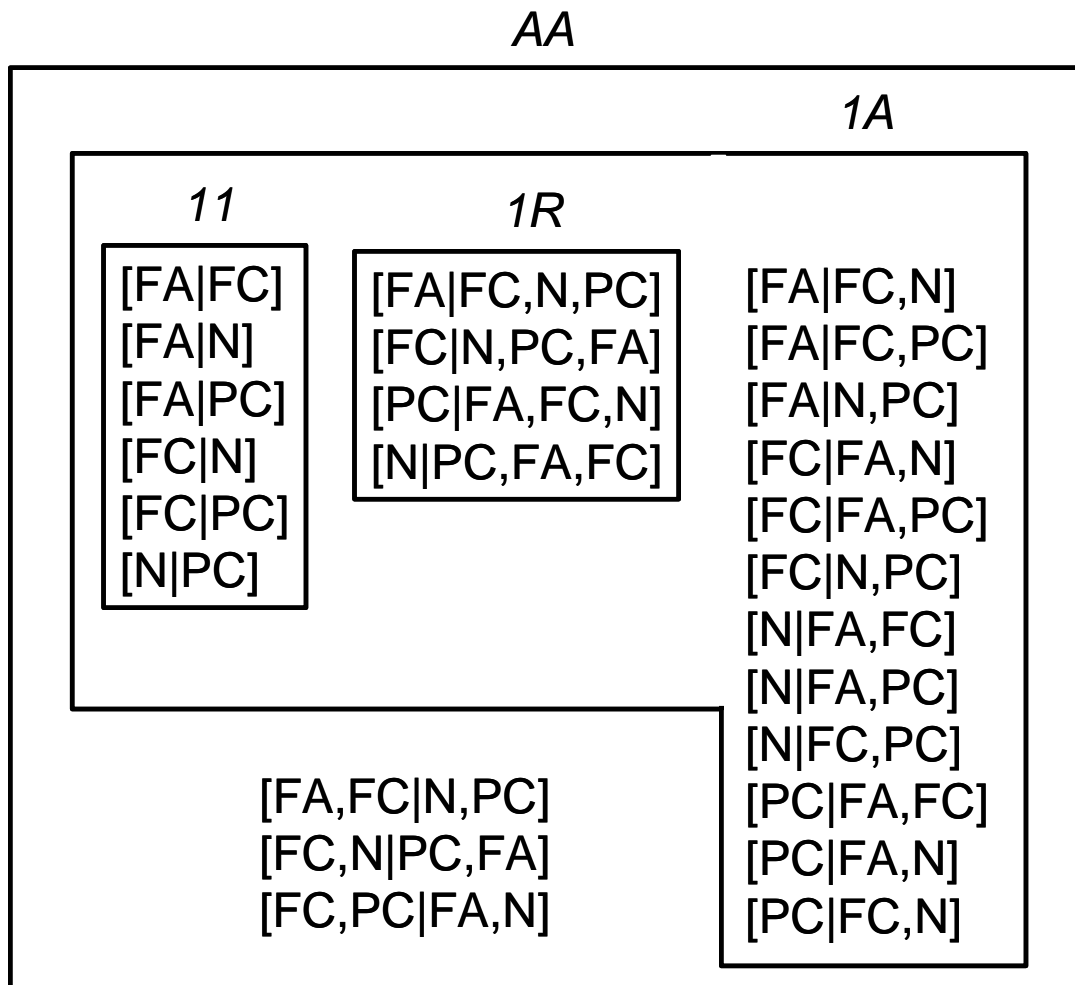 AA
1A
11
1R
[FA|FC]
[FA|N]
[FA|PC]
[FC|N]
[FC|PC]
[N|PC]
[FA|FC,N,PC]
[FC|N,PC,FA]
[PC|FA,FC,N]
[N|PC,FA,FC]
[FA|FC,N]
[FA|FC,PC]
[FA|N,PC]
[FC|FA,N]
[FC|FA,PC]
[FC|N,PC]
[N|FA,FC]
[N|FA,PC]
[N|FC,PC]
[PC|FA,FC]
[PC|FA,N]
[PC|FC,N]
[FA,FC|N,PC]
[FC,N|PC,FA]
[FC,PC|FA,N]